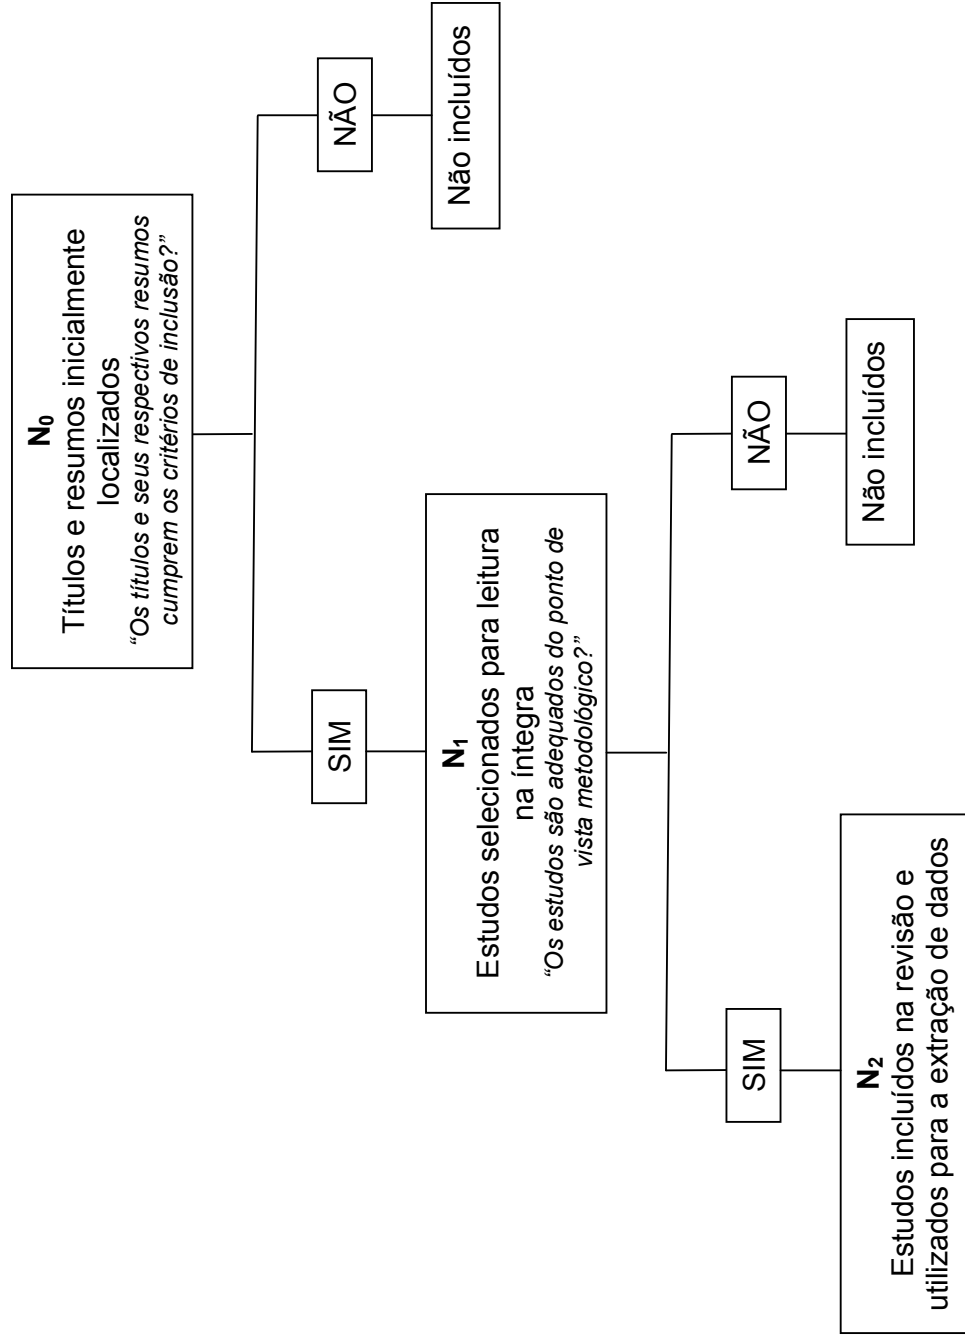 N₀
Títulos e resumos inicialmente
localizados
“Os títulos e seus respectivos resumos
cumprem os critérios de inclusão?”
SIM
NÃO
Não incluídos
N₁
Estudos selecionados para leitura
na íntegra
“Os estudos são adequados do ponto de
vista metodológico?”
SIM
NÃO
Não incluídos
N₂
Estudos incluídos na revisão e
utilizados para a extração de dados